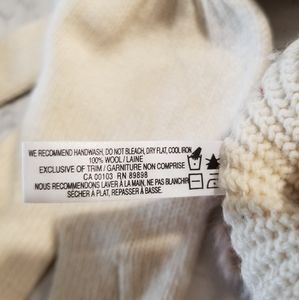 WE RECOMMEND HANDWASH, DO NOT BLEACH, DRY FLAT, COOL IRON
100% WOOL / LAINE
EXCLUSIVE OF TRIM / GARNITURE NON COMPRISE
CA 00103 RN 89898
NOUS RECOMMENDONS LAVER À LA MAIN, NE PAS BLANCHIR
SÉCHER À PLAT, REPASSER À BASSE.